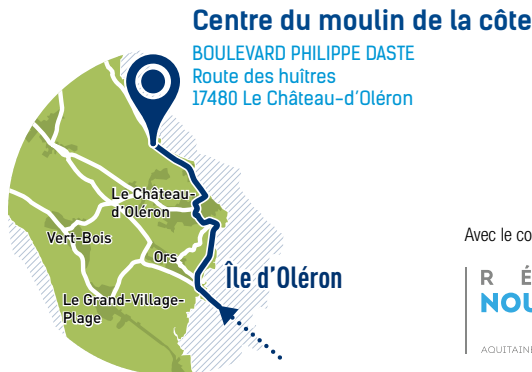 Centre du moulin de la côte
BOULEVARD PHILIPPE DASTE
Route des huîtres
17480 Le Château-d'Oléron
Le Château-
d'Oléron
Vert-Bois
Ors
Île d'Oléron
Le Grand-Village-
Plage
Avec le co
R É
NOU
AQUITAINE